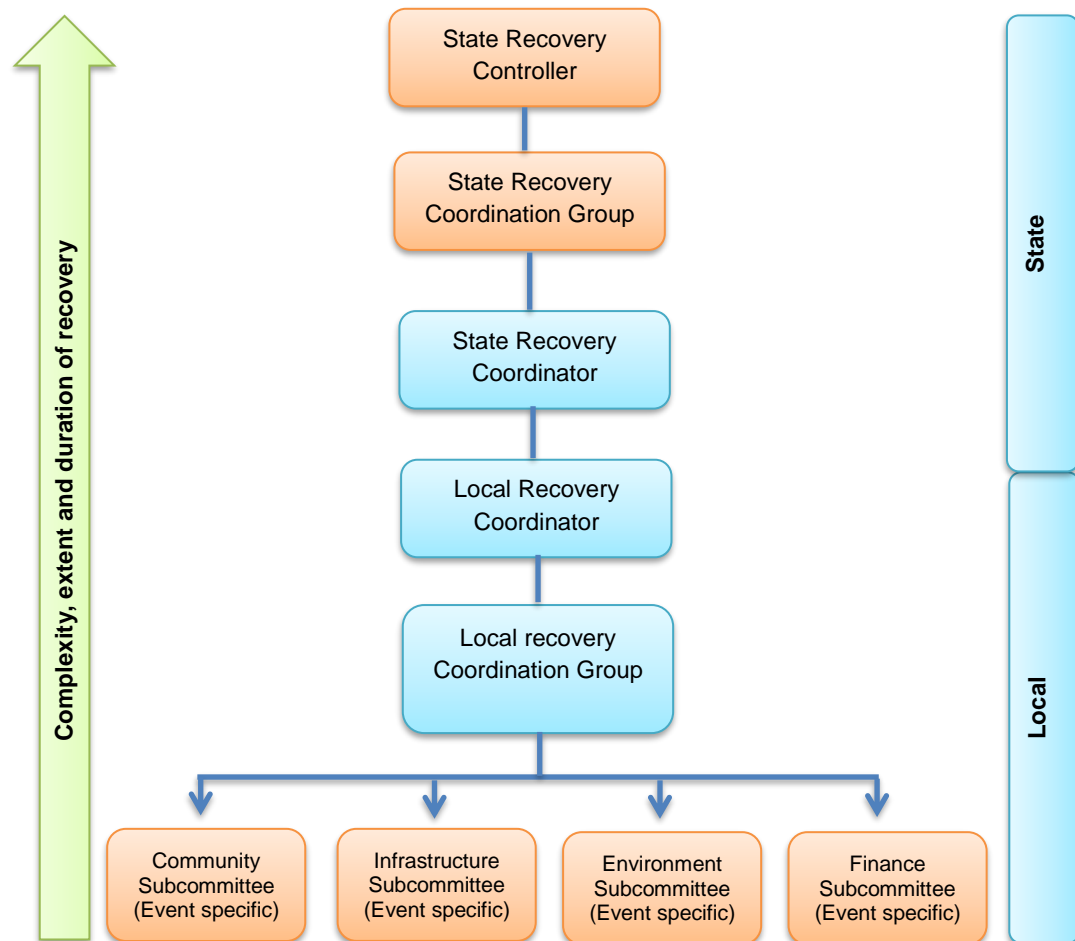 State Recovery
Controller
State Recovery
Coordination Group
State Recovery
Coordinator
Local Recovery
Coordinator
Local recovery
Coordination Group
Community
Subcommittee
(Event specific)
Infrastructure
Subcommittee
(Event specific)
Environment
Subcommittee
(Event specific)
Finance
Subcommittee
(Event specific)
Complexity, extent and duration of recovery
State
Local